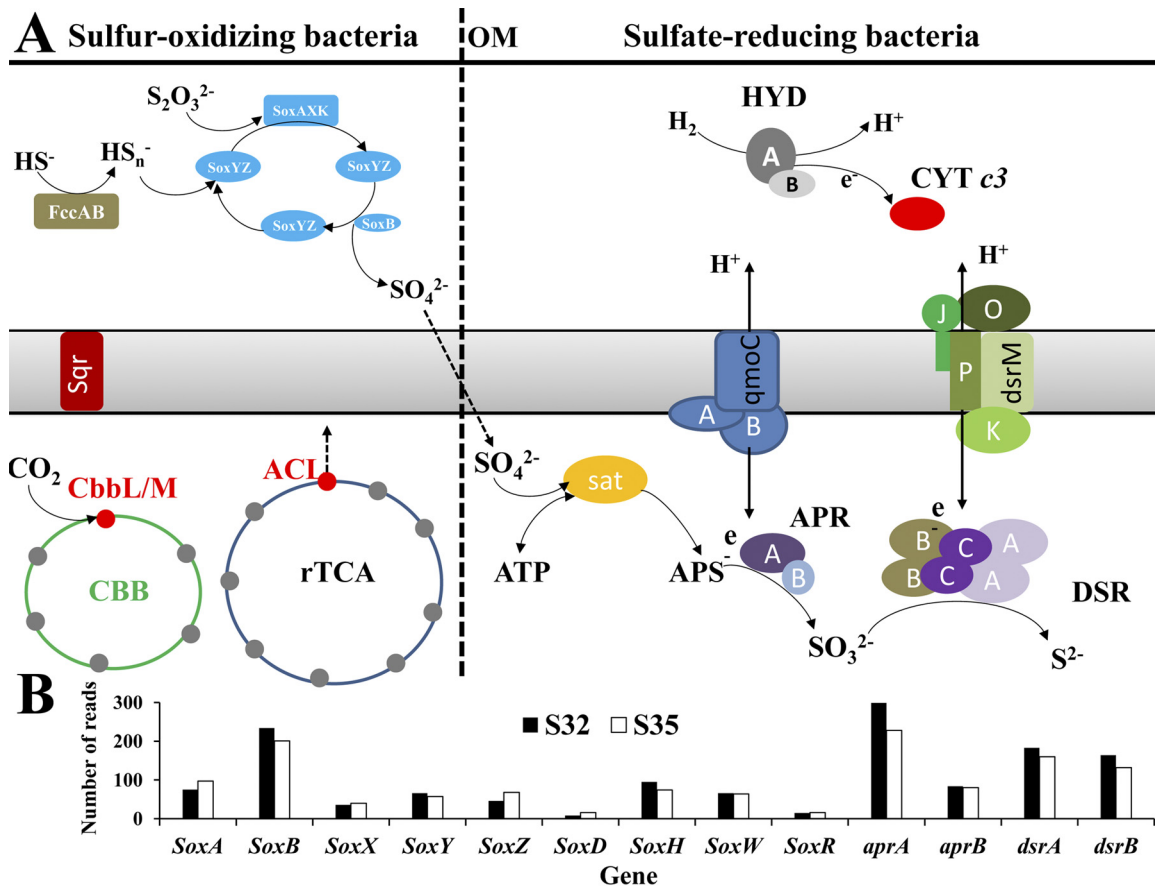 A
Sulfur-oxidizing bacteria
OM
Sulfate-reducing bacteria
S₂O₃²⁻
SoxAXK
HS⁻
HSₙ⁻
SoxYZ
SoxYZ
FccAB
SoxYZ
SoxB
SO₄²⁻
HYD
H₂
H⁺
A
B
e⁻
CYT c3
H⁺
H⁺
J
O
Sqr
qmoC
P
dsrM
A
B
K
CO₂
CbbL/M
ACL
CBB
rTCA
SO₄²⁻
sat
ATP
APS
e⁻
APR
A
B
SO₃²⁻
e⁻
B
C
A
B
C
A
DSR
S²⁻
B
Number of reads
300
200
100
0
S32
S35
SoxA SoxB SoxX SoxY SoxZ SoxD SoxH SoxW SoxR aprA aprB dsrA dsrB
Gene